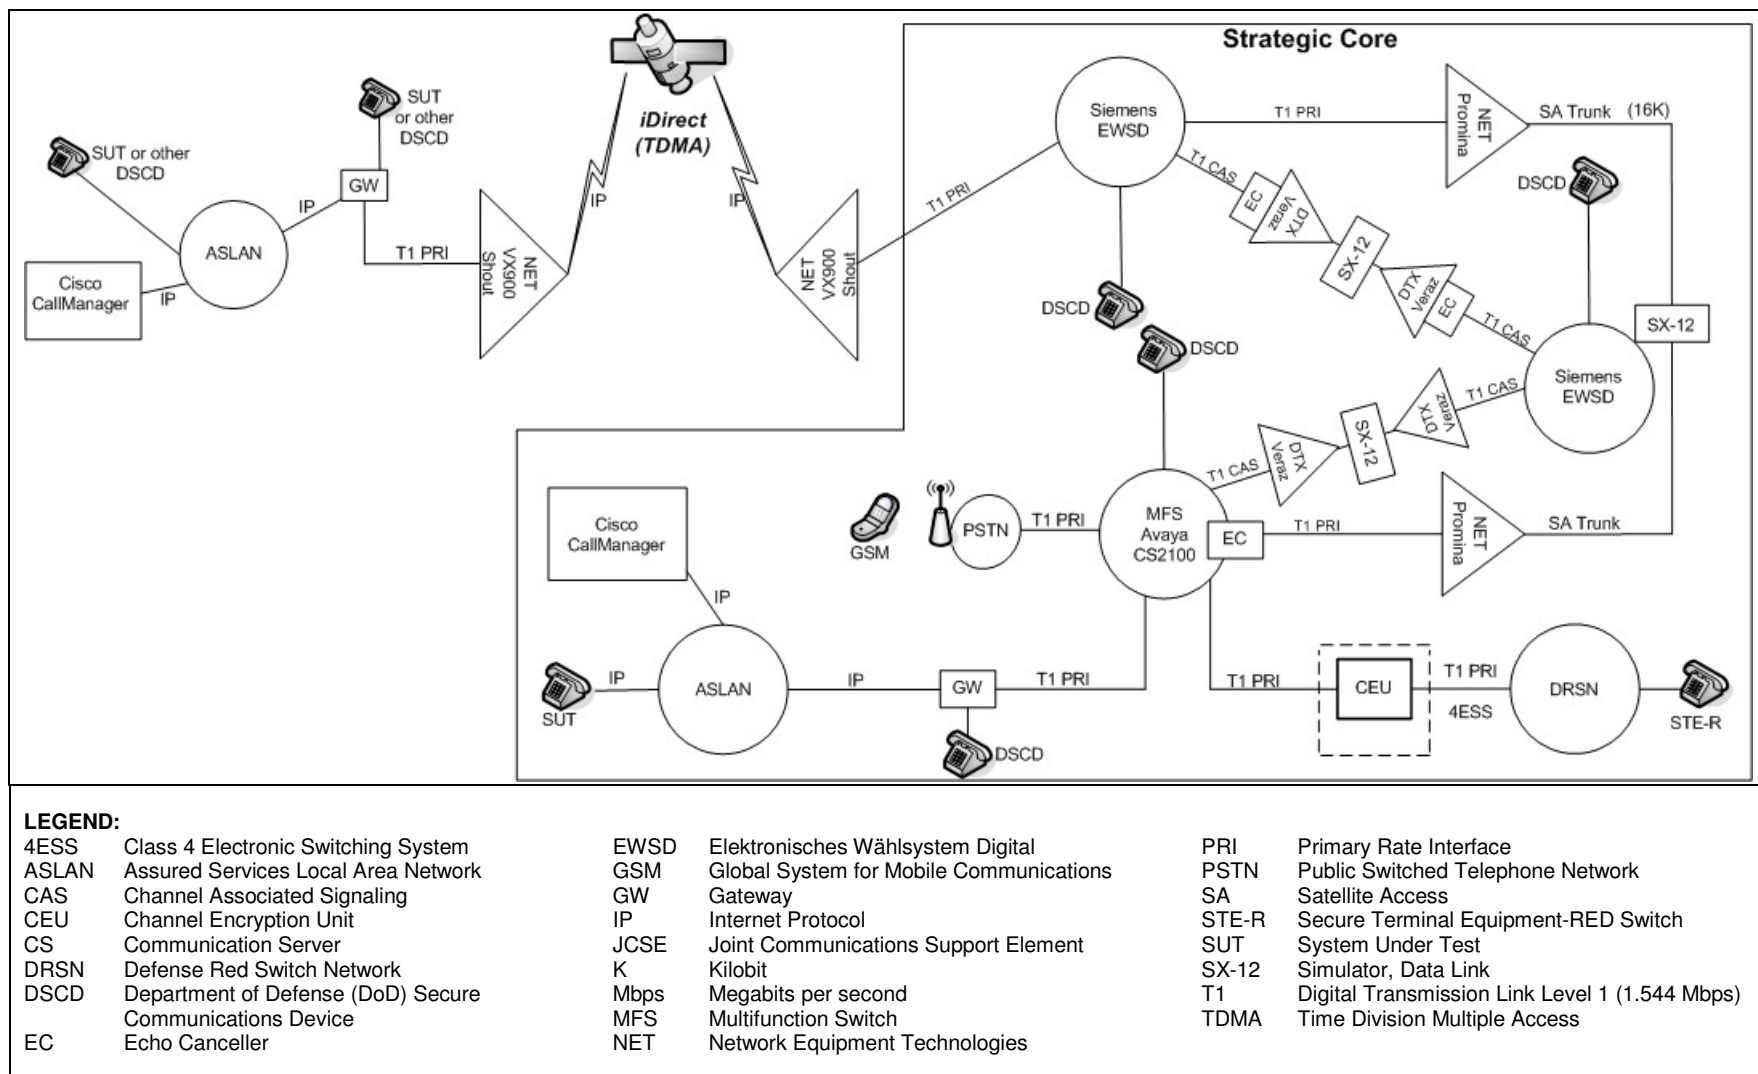 Strategic Core
SUT
or other
DSCD
SUT or other
DSCD
iDirect
(TDMA)
GW
IP
ASLAN
T1 PRI
Cisco
CallManager
IP
NET
VX900
Shout
IP
IP
NET
VX900
Shout
T1 PRI
Siemens
EWSD
T1 PRI
NET
Promina
SA Trunk (16K)
T1 CAS
EC
DTX
Veraz
SX-12
DTX
Veraz
EC
T1 CAS
DSCD
DSCD
DSCD
SX-12
Siemens
EWSD
T1 CAS
DTX
Veraz
SX-12
DTX
Veraz
T1 CAS
Cisco
CallManager
GSM
PSTN
T1 PRI
MFS
Avaya
CS2100
EC
T1 PRI
NET
Promina
SA Trunk
IP
SUT
IP
ASLAN
IP
GW
T1 PRI
DSCD
T1 PRI
CEU
T1 PRI
4ESS
DRSN
STE-R
LEGEND:
4ESS Class 4 Electronic Switching System
ASLAN Assured Services Local Area Network
CAS Channel Associated Signaling
CEU Channel Encryption Unit
CS Communication Server
DRSN Defense Red Switch Network
DSCD Department of Defense (DoD) Secure
Communications Device
EC Echo Canceller
EWSD Elektronisches Wählsystem Digital
GSM Global System for Mobile Communications
GW Gateway
IP Internet Protocol
JCSE Joint Communications Support Element
K Kilobit
Mbps Megabits per second
MFS Multifunction Switch
NET Network Equipment Technologies
PRI Primary Rate Interface
PSTN Public Switched Telephone Network
SA Satellite Access
STE-R Secure Terminal Equipment-RED Switch
SUT System Under Test
SX-12 Simulator, Data Link
T1 Digital Transmission Link Level 1 (1.544 Mbps)
TDMA Time Division Multiple Access